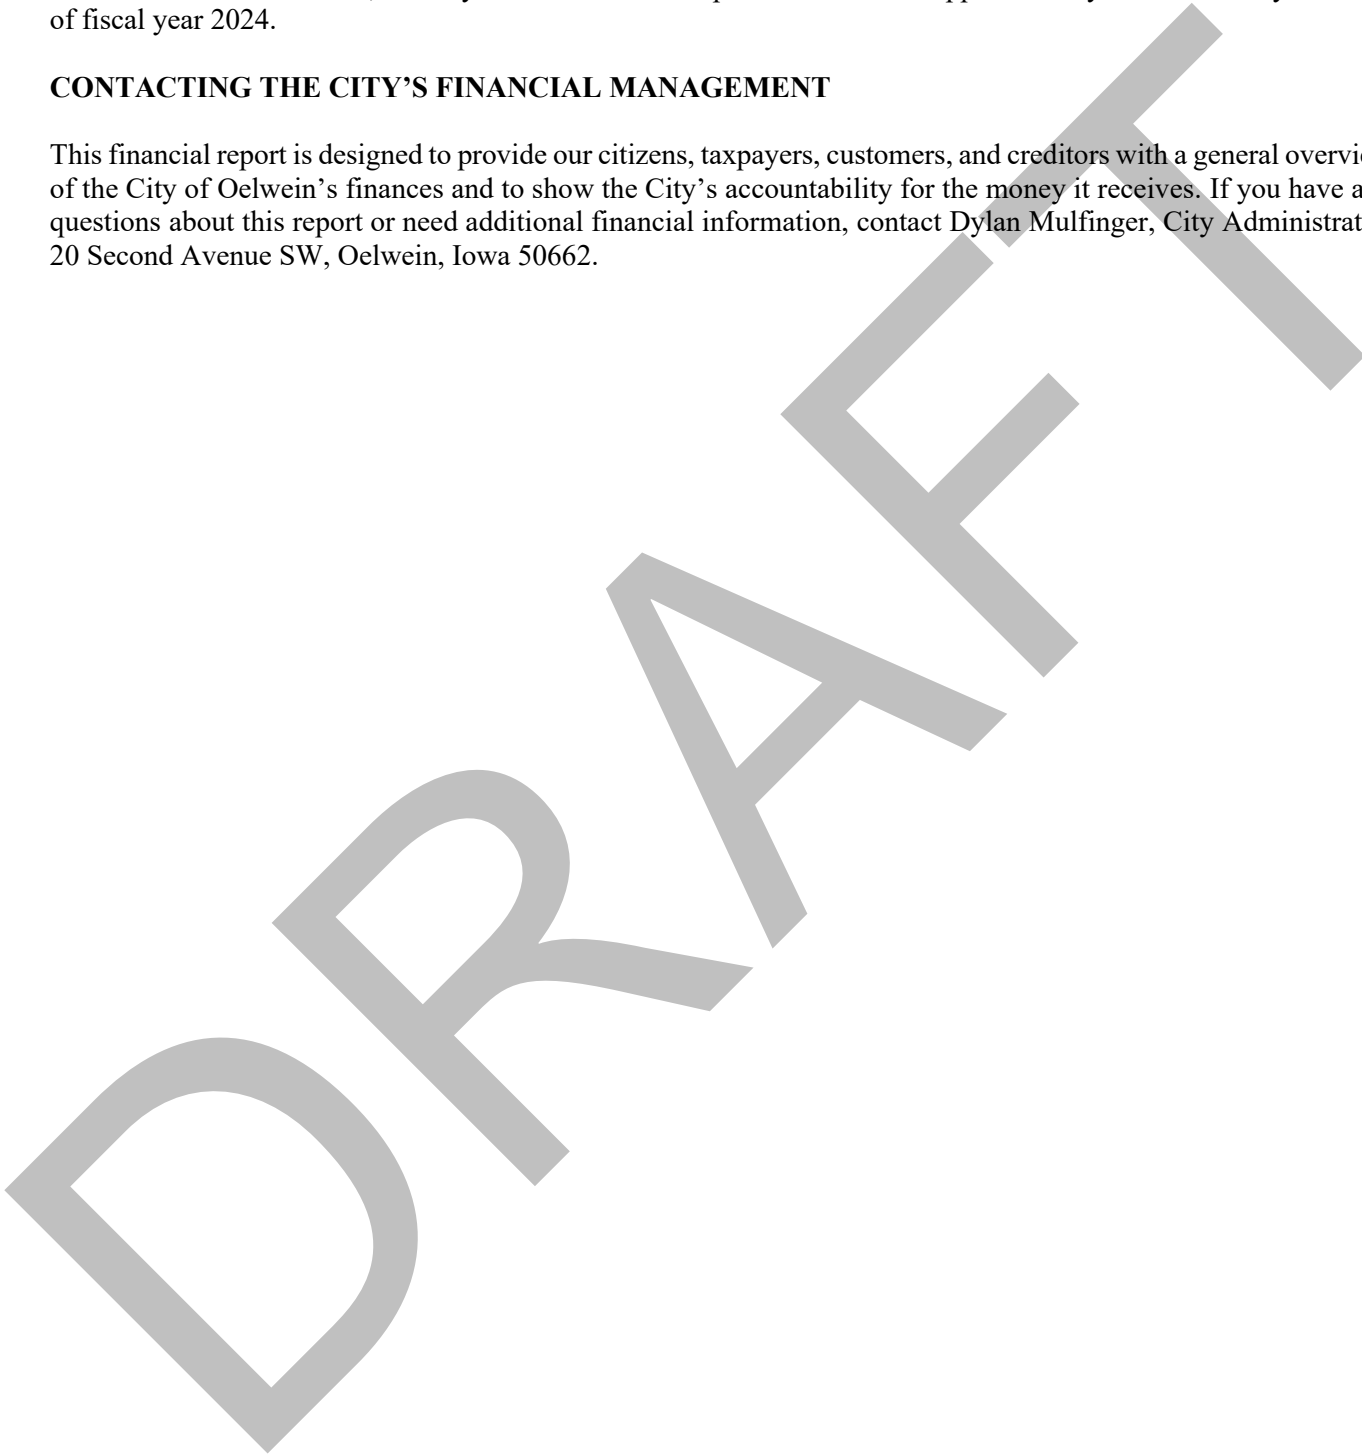 of fiscal year 2024.
CONTACTING THE CITY’S FINANCIAL MANAGEMENT
This financial report is designed to provide our citizens, taxpayers, customers, and creditors with a general
of the City of Oelwein’s finances and to show the City’s accountability for the money it receives. If you have
questions about this report or need additional financial information, contact Dylan Mulfinger, City
20 Second Avenue SW, Oelwein, Iowa 50662.
DRAFT